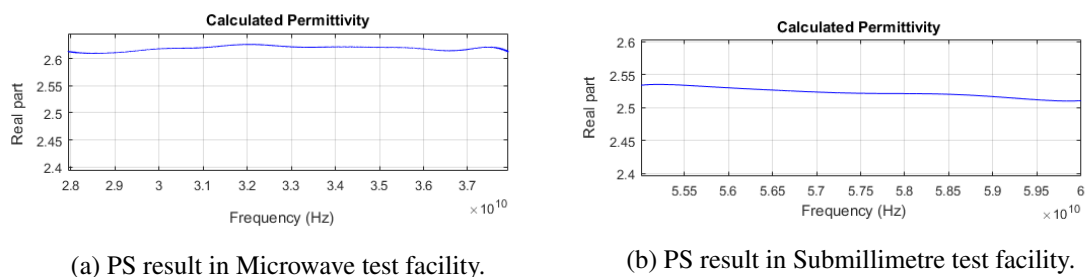 Calculated Permittivity
Real part
2.6
2.55
2.5
2.45
2.4
2.8 2.9 3 3.1 3.2 3.3 3.4 3.5 3.6 3.7
Frequency (Hz)
× 10^10
(a) PS result in Microwave test facility.
Calculated Permittivity
Real part
2.6
2.55
2.5
2.45
2.4
5.55 5.6 5.65 5.7 5.75 5.8 5.85 5.9 5.95 6
Frequency (Hz)
× 10^10
(b) PS result in Submillimetre test facility.